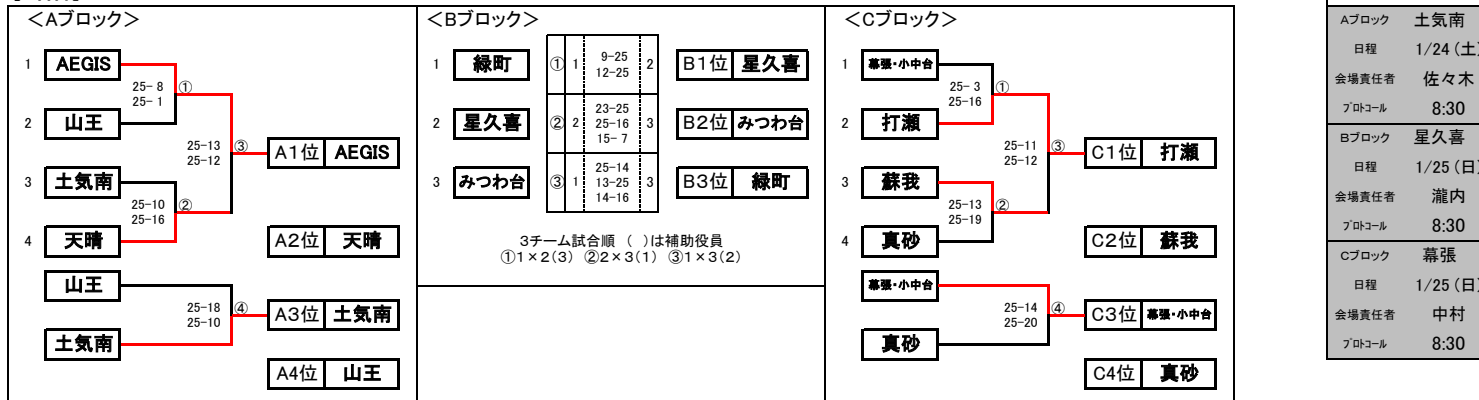 ＜Aブロック＞
1 AEGIS
25- 8
25- 1
①
2 山王
25-13
25-12
③
A1位 AEGIS
3 土気南
25-10
25-16
②
4 天晴
A2位 天晴
山王
25-18
25-10
④
A3位 土気南
土気南
A4位 山王
＜Bブロック＞
1 緑町
① 1 9-25 2
12-25
B1位 星久喜
2 星久喜
23-25
② 2 25-16 3
15- 7
B2位 みつわ台
3 みつわ台
25-14
③ 1 13-25 3
14-16
B3位 緑町
3チーム試合順 （ ）は補助役員
①1×2(3) ②2×3(1) ③1×3(2)
＜Cブロック＞
1 幕張・小中台
25- 3
25-16
①
2 打瀬
25-11
25-12
③
C1位 打瀬
3 蘇我
25-13
25-19
②
4 真砂
C2位 蘇我
幕張・小中台
25-14
25-20
④
C3位 幕張・小中台
真砂
C4位 真砂
Aブロック 土気南
日程 1/24(土)
会場責任者 佐々木
ﾌﾟﾛﾄｺｰﾙ 8:30
Bブロック 星久喜
日程 1/25(日)
会場責任者 瀧内
ﾌﾟﾛﾄｺｰﾙ 8:30
Cブロック 幕張
日程 1/25(日)
会場責任者 中村
ﾌﾟﾛﾄｺｰﾙ 8:30